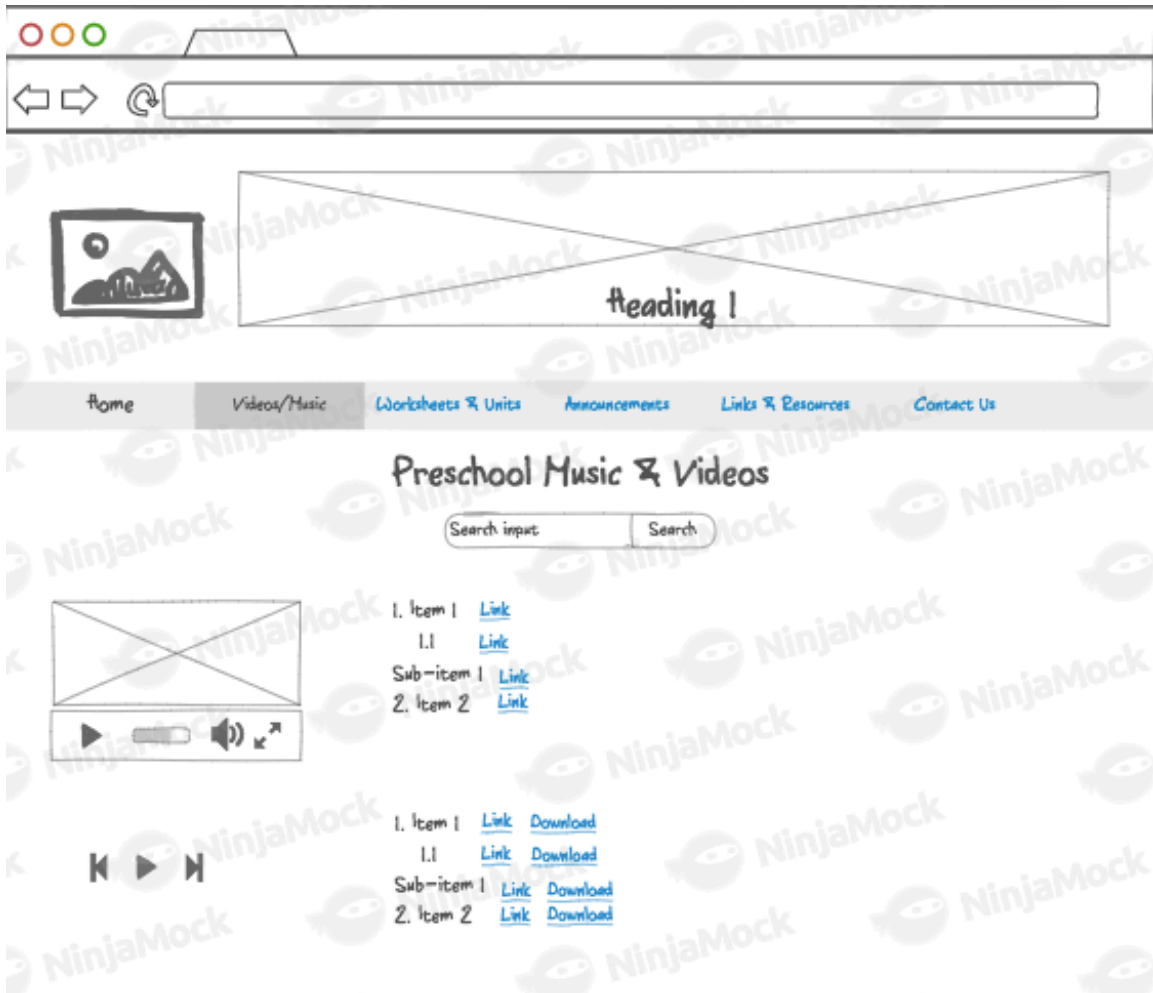 Heading 1
Home Videos/Music Worksheets & Units Announcements Links & Resources Contact Us
Preschool Music & Videos
Search input Search
1. Item 1 Link
1.1 Link
Sub-item 1 Link
2. Item 2 Link
1. Item 1 Link Download
1.1 Link Download
Sub-item 1 Link Download
2. Item 2 Link Download
NinjaMock